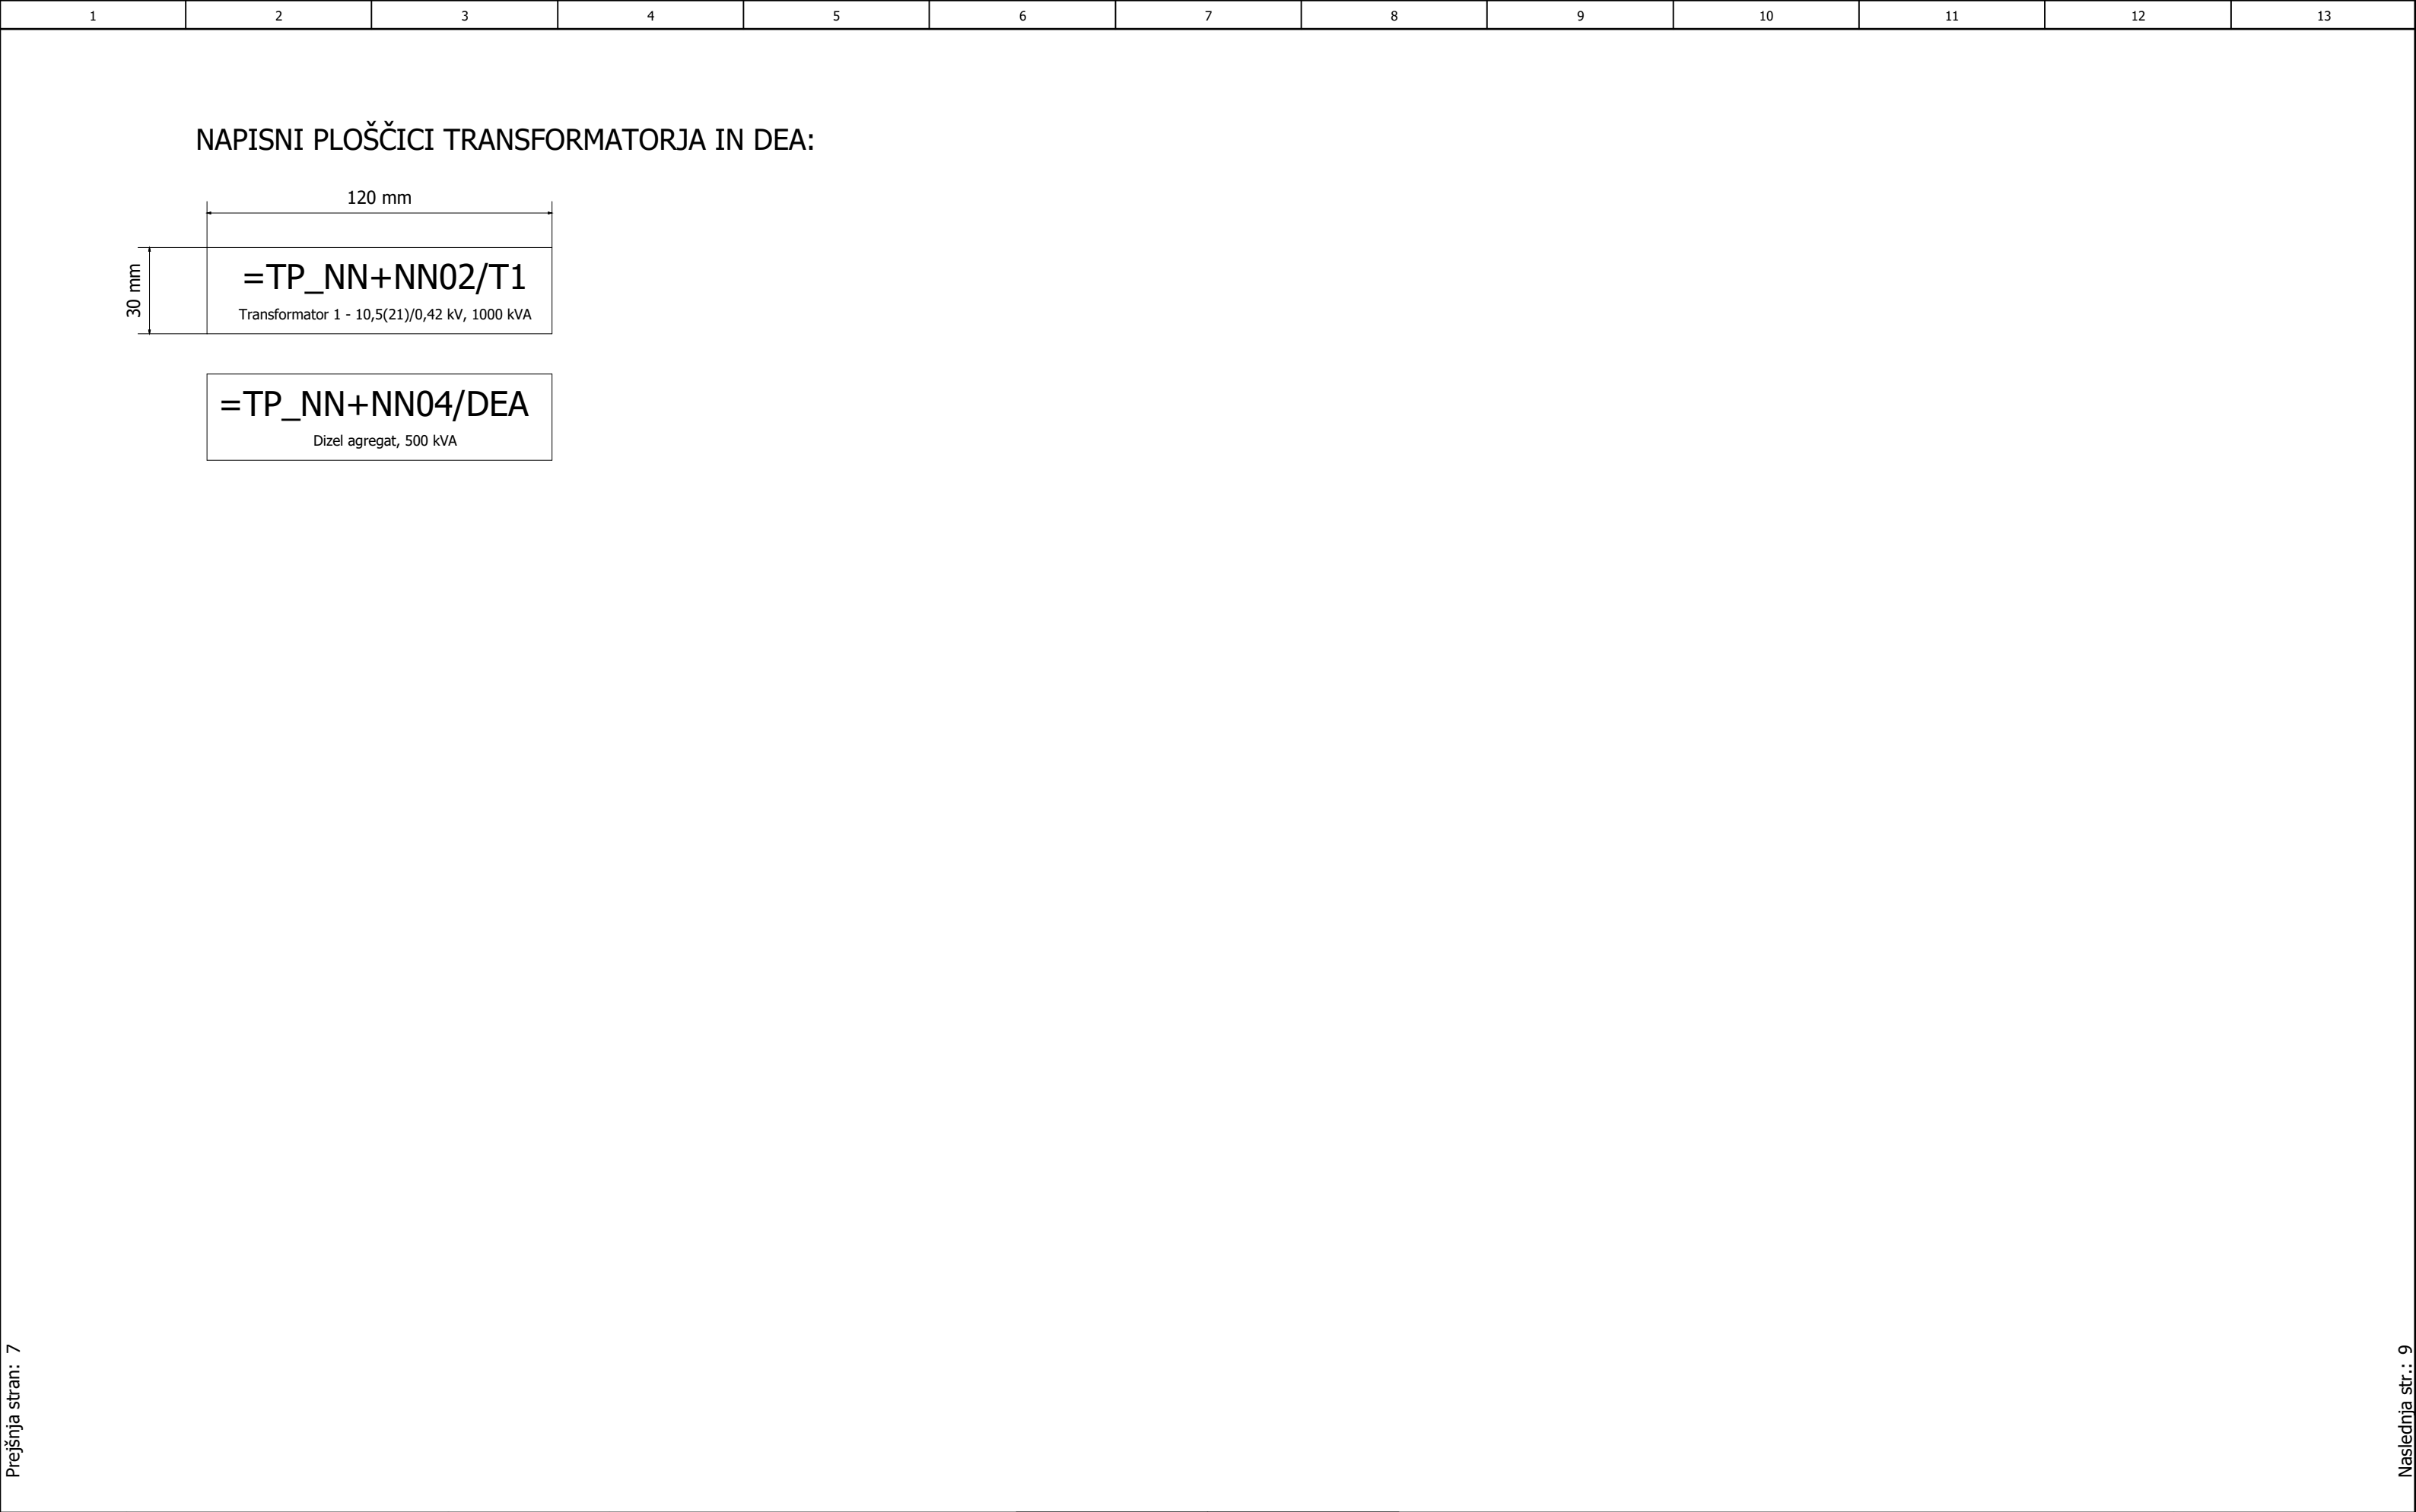 1 2 3 4 5 6 7 8 9 10 11 12 13
NAPISNI PLOŠČICI TRANSFORMATORJA IN DEA:
120 mm
30 mm
=TP_NN+NN02/T1
Transformator 1 - 10,5(21)/0,42 kV, 1000 kVA
=TP_NN+NN04/DEA
Dizel agregat, 500 kVA
Prejšnja stran: 7
Naslednja str.: 9